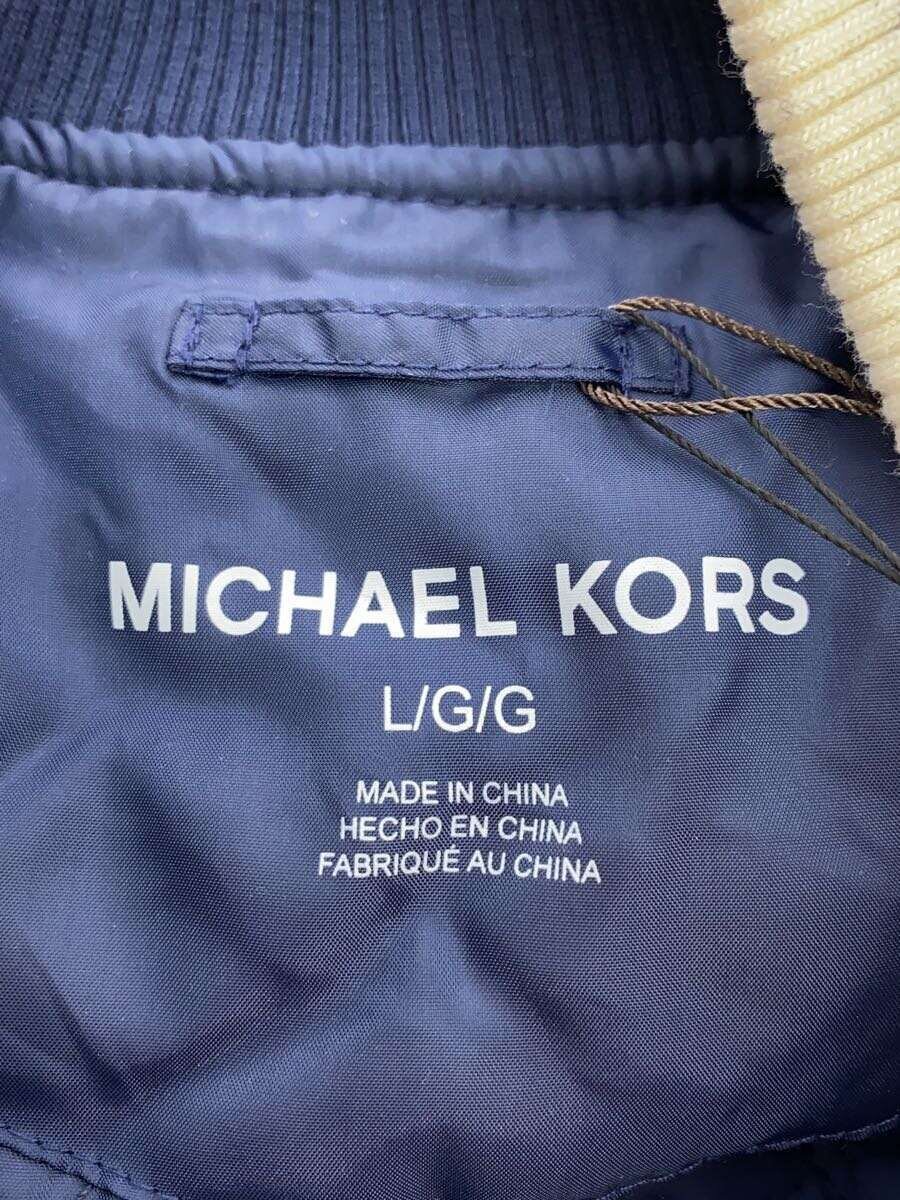 MICHAEL KORS
L/G/G
MADE IN CHINA
HECHO EN CHINA
FABRIQUÉ AU CHINA